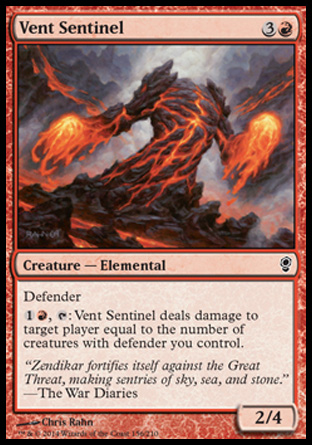 Vent Sentinel 3
Creature — Elemental
Defender
1 , : Vent Sentinel deals damage to
target player equal to the number of
creatures with defender you control.
"Zendikar fortifies itself against the Great
Threat, making sentries of sky, sea, and stone."
—The War Diaries
Chris Rahn
2/4